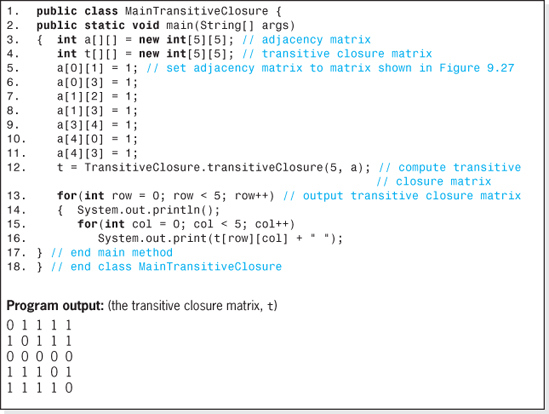 1. public class MainTransitiveClosure {
2. public static void main(String[] args)
3. { int a[][] = new int[5][5]; // adjacency matrix
4. int t[][] = new int[5][5]; // transitive closure matrix
5. a[0][1] = 1; // set adjacency matrix to matrix shown in Figure 9.27
6. a[0][3] = 1;
7. a[1][2] = 1;
8. a[1][3] = 1;
9. a[3][4] = 1;
10. a[4][0] = 1;
11. a[4][3] = 1;
12. t = TransitiveClosure.transitiveClosure(5, a); // compute transitive
// closure matrix
13. for(int row = 0; row < 5; row++) // output transitive closure matrix
14. { System.out.println();
15. for(int col = 0; col < 5; col++)
16. System.out.print(t[row][col] + " ");
17. } // end main method
18. } // end class MainTransitiveClosure
Program output: (the transitive closure matrix, t)
0 1 1 1 1
1 0 1 1 1
0 0 0 0 0
1 1 1 0 1
1 1 1 1 0